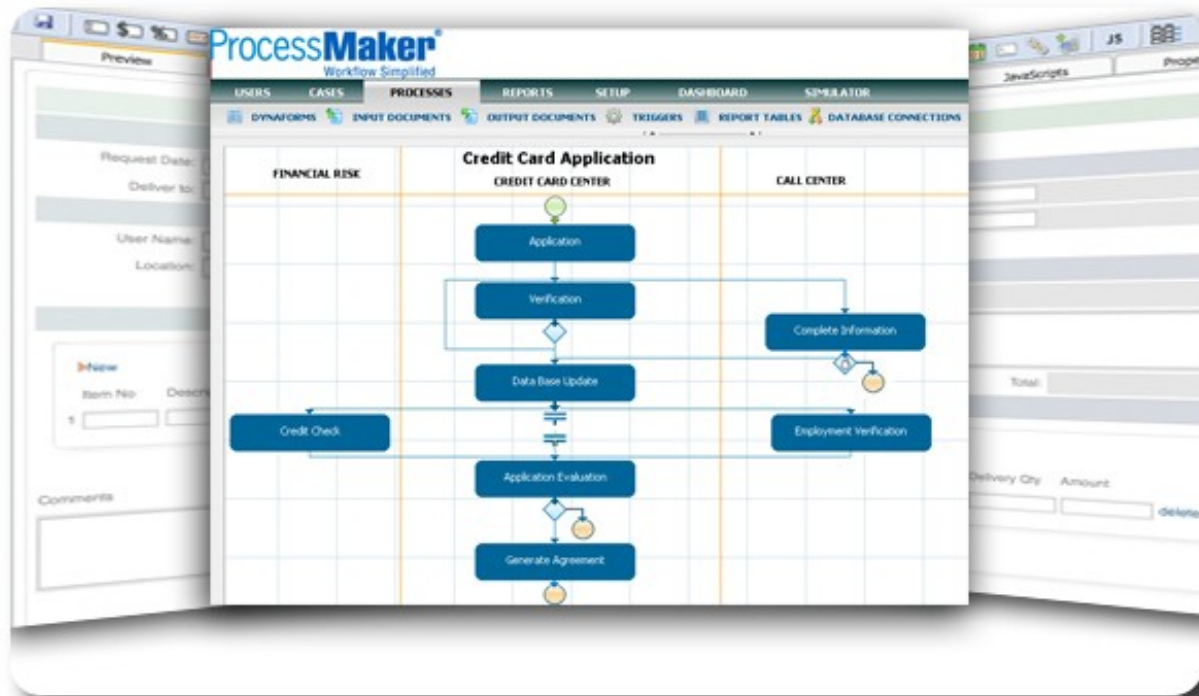 Preview
Request Date:
Deliver to:
User Name:
Location:
New
Item No
1
Comments
ProcessMaker®
Workflow Simplified
USERS CASES PROCESSES REPORTS SETUP DASHBOARD SIMULATOR
DYNAFORMS INPUT DOCUMENTS OUTPUT DOCUMENTS TRIGGERS REPORT TABLES DATABASE CONNECTIONS
Credit Card Application
FINANCIAL RISK CREDIT CARD CENTER CALL CENTER
Application
Verification
Complete Information
Data Base Update
Credit Check Employment Verification
Application Evaluation
Generate Agreement
JS
JavaScripts
Total:
Delivery Qty Amount
delete